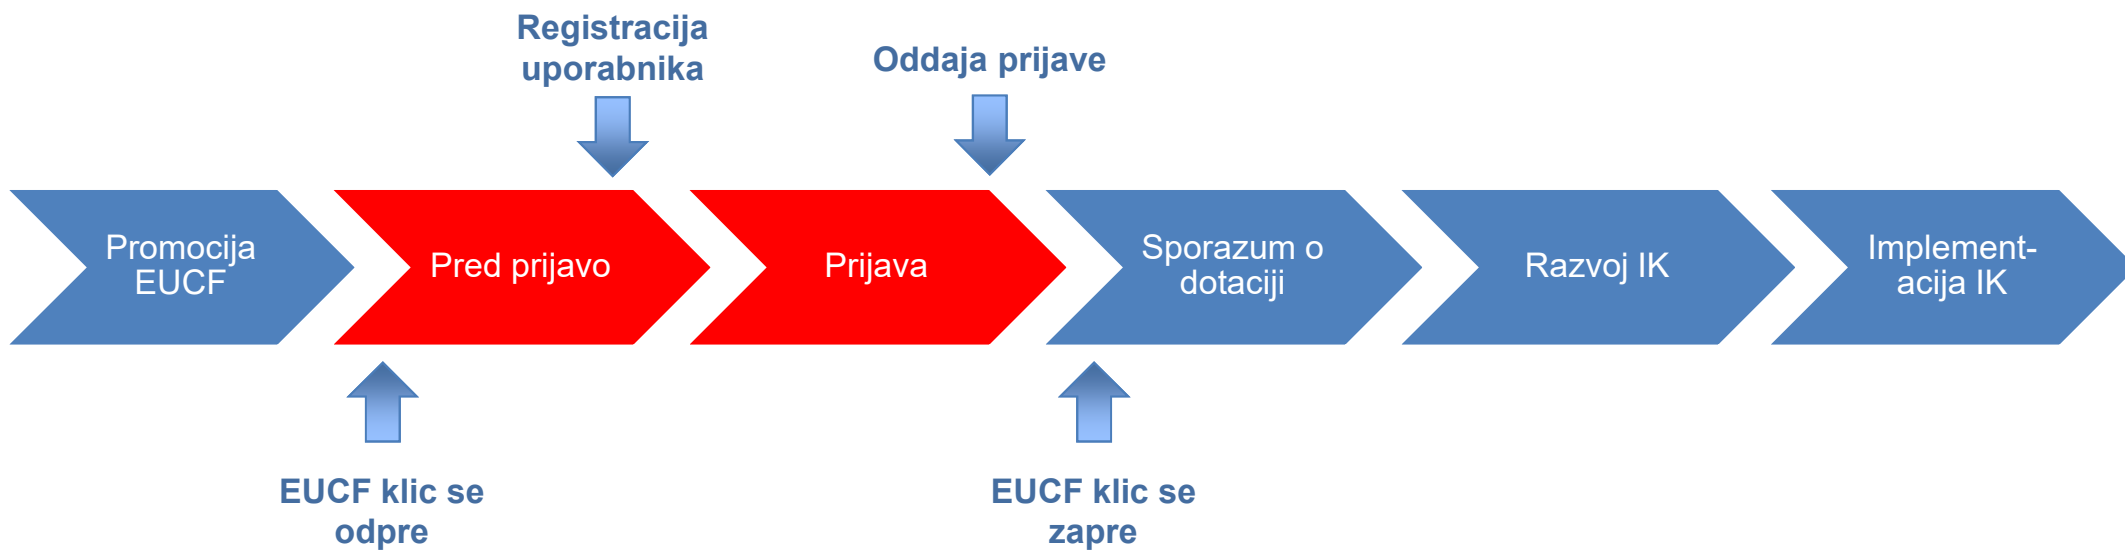 Registracija
uporabnika
Oddaja prijave
Promocija
EUCF
Pred prijavo
Prijava
Sporazum o
dotaciji
Razvoj IK
Implement-
acija IK
EUCF klic se
odpre
EUCF klic se
zapre